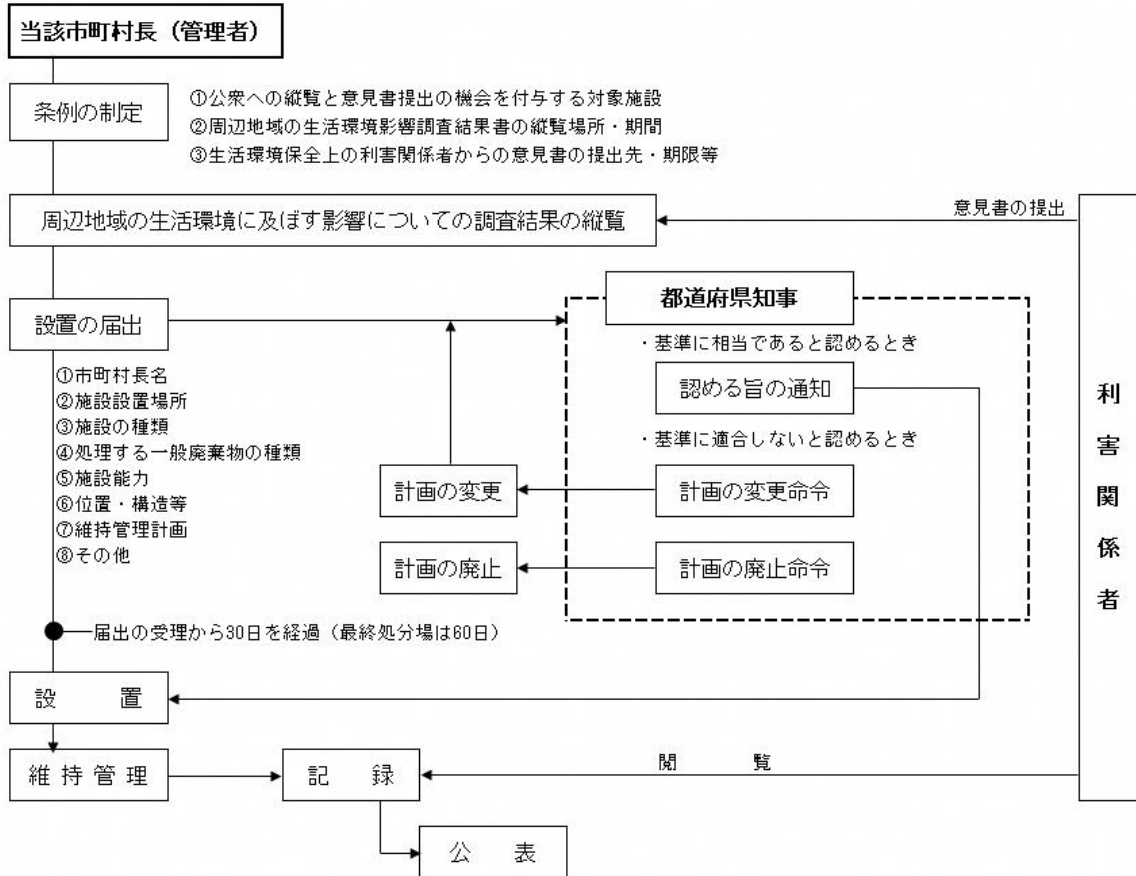 当該市町村長（管理者）
条例の制定
①公衆への縦覧と意見書提出の機会を付与する対象施設
②周辺地域の生活環境影響調査結果書の縦覧場所・期間
③生活環境保全上の利害関係者からの意見書の提出先・期限等
周辺地域の生活環境に及ぼす影響についての調査結果の縦覧
意見書の提出
設置の届出
都道府県知事
・基準に相当であると認めるとき
認める旨の通知
・基準に適合しないと認めるとき
①市町村長名
②施設設置場所
③施設の種類
④処理する一般廃棄物の種類
⑤施設能力
⑥位置・構造等
⑦維持管理計画
⑧その他
計画の変更
計画の変更命令
計画の廃止
計画の廃止命令
利害関係者
届出の受理から30日を経過（最終処分場は60日）
設　置
維持管理
記　録
閲　覧
公　表